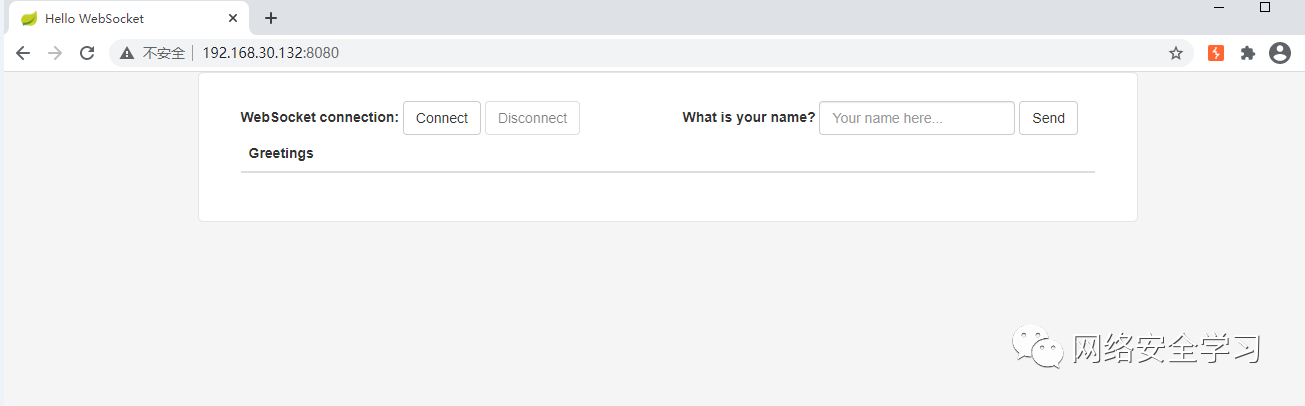 Hello WebSocket
不安全 192.168.30.132:8080
WebSocket connection: Connect Disconnect What is your name? Your name here... Send
Greetings
网络安全学习